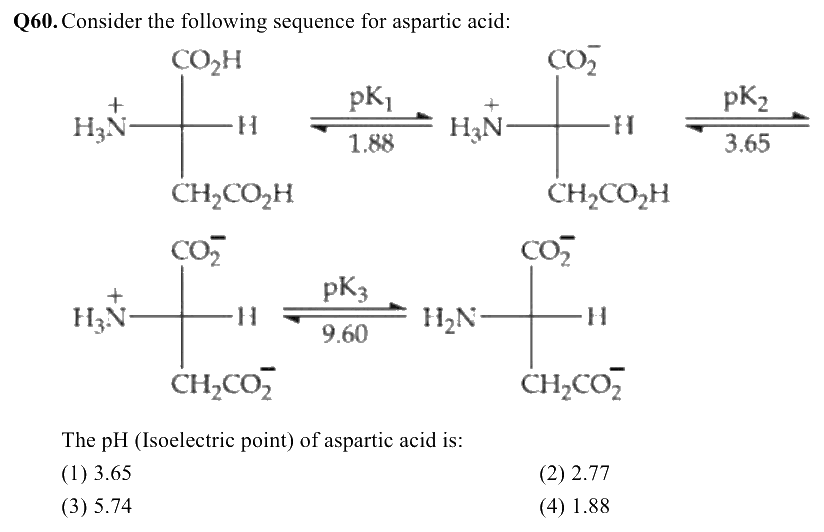 Q60. Consider the following sequence for aspartic acid:
CO₂H
H₃N⁺ H
CH₂CO₂H
pK₁
1.88
CO₂⁻
H₃N⁺ H
CH₂CO₂H
pK₂
3.65
CO₂⁻
H₃N⁺ H
CH₂CO₂⁻
pK₃
9.60
CO₂⁻
H₂N H
CH₂CO₂⁻
The pH (Isoelectric point) of aspartic acid is:
(1) 3.65 (2) 2.77
(3) 5.74 (4) 1.88